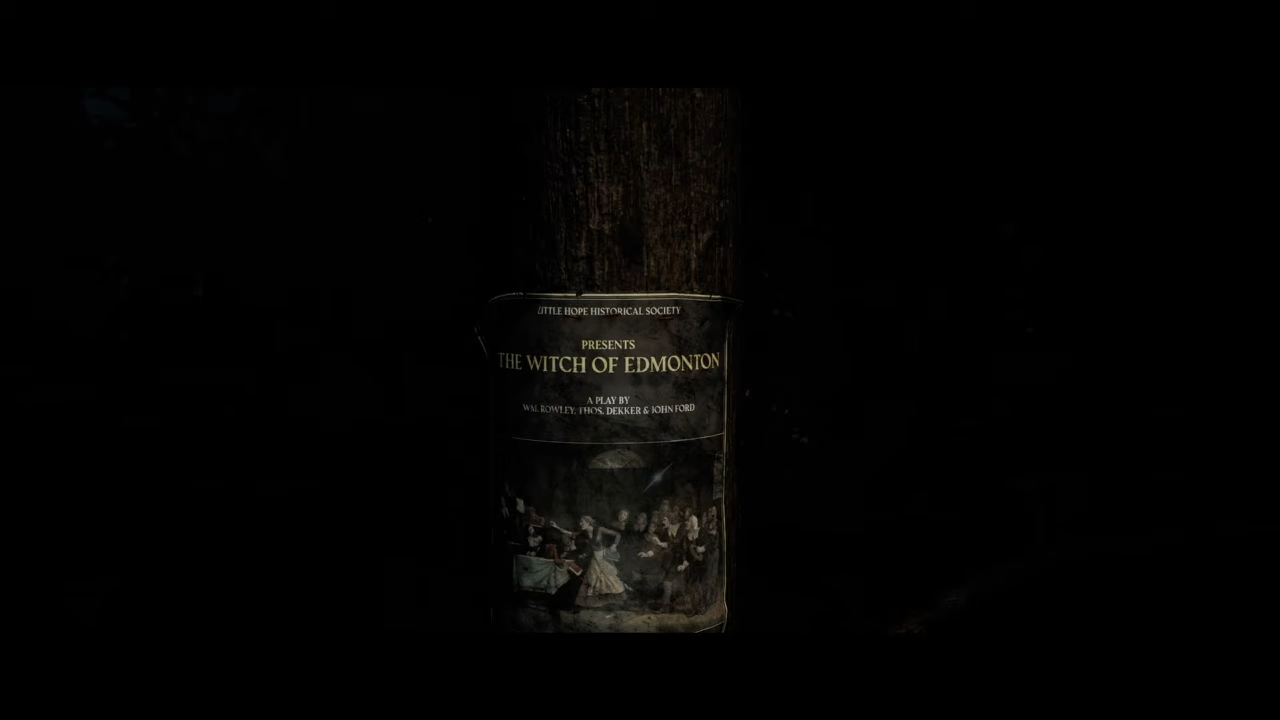 LITTLE HOPE HISTORICAL SOCIETY
PRESENTS
THE WITCH OF EDMONTON
A PLAY BY
WM. ROWLEY, THOS. DEKKER & JOHN FORD